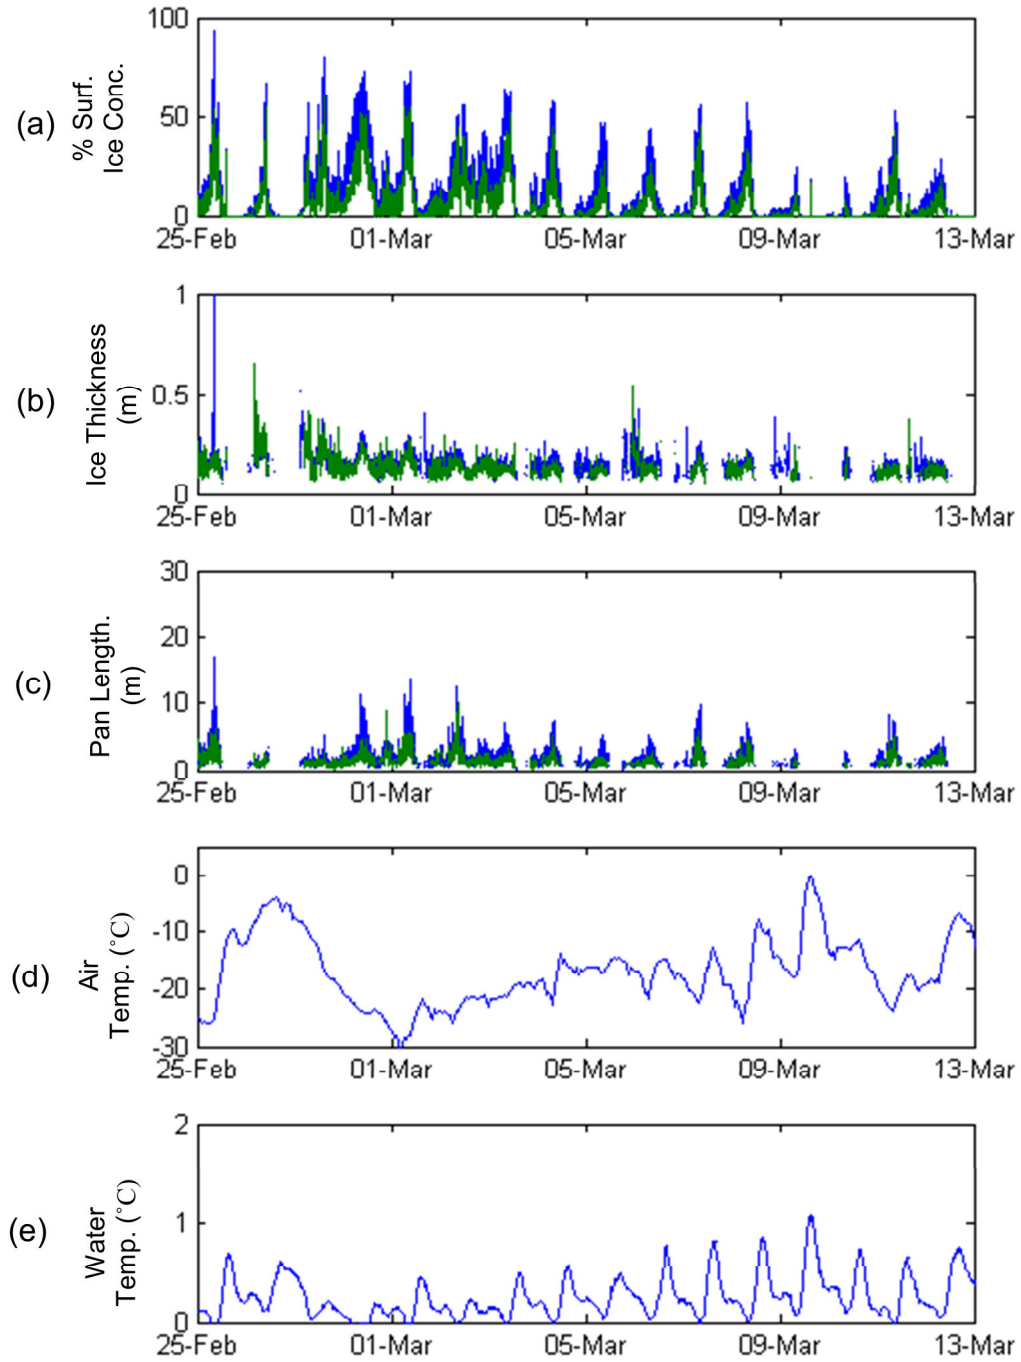 (a)
% Surf.
Ice Conc.
100
50
0
25-Feb 01-Mar 05-Mar 09-Mar 13-Mar
(b)
Ice Thickness
(m)
1
0.5
0
25-Feb 01-Mar 05-Mar 09-Mar 13-Mar
(c)
Pan Length.
(m)
30
20
10
0
25-Feb 01-Mar 05-Mar 09-Mar 13-Mar
(d)
Air
Temp. (°C)
0
-10
-20
-30
25-Feb 01-Mar 05-Mar 09-Mar 13-Mar
(e)
Water
Temp. (°C)
2
1
0
25-Feb 01-Mar 05-Mar 09-Mar 13-Mar